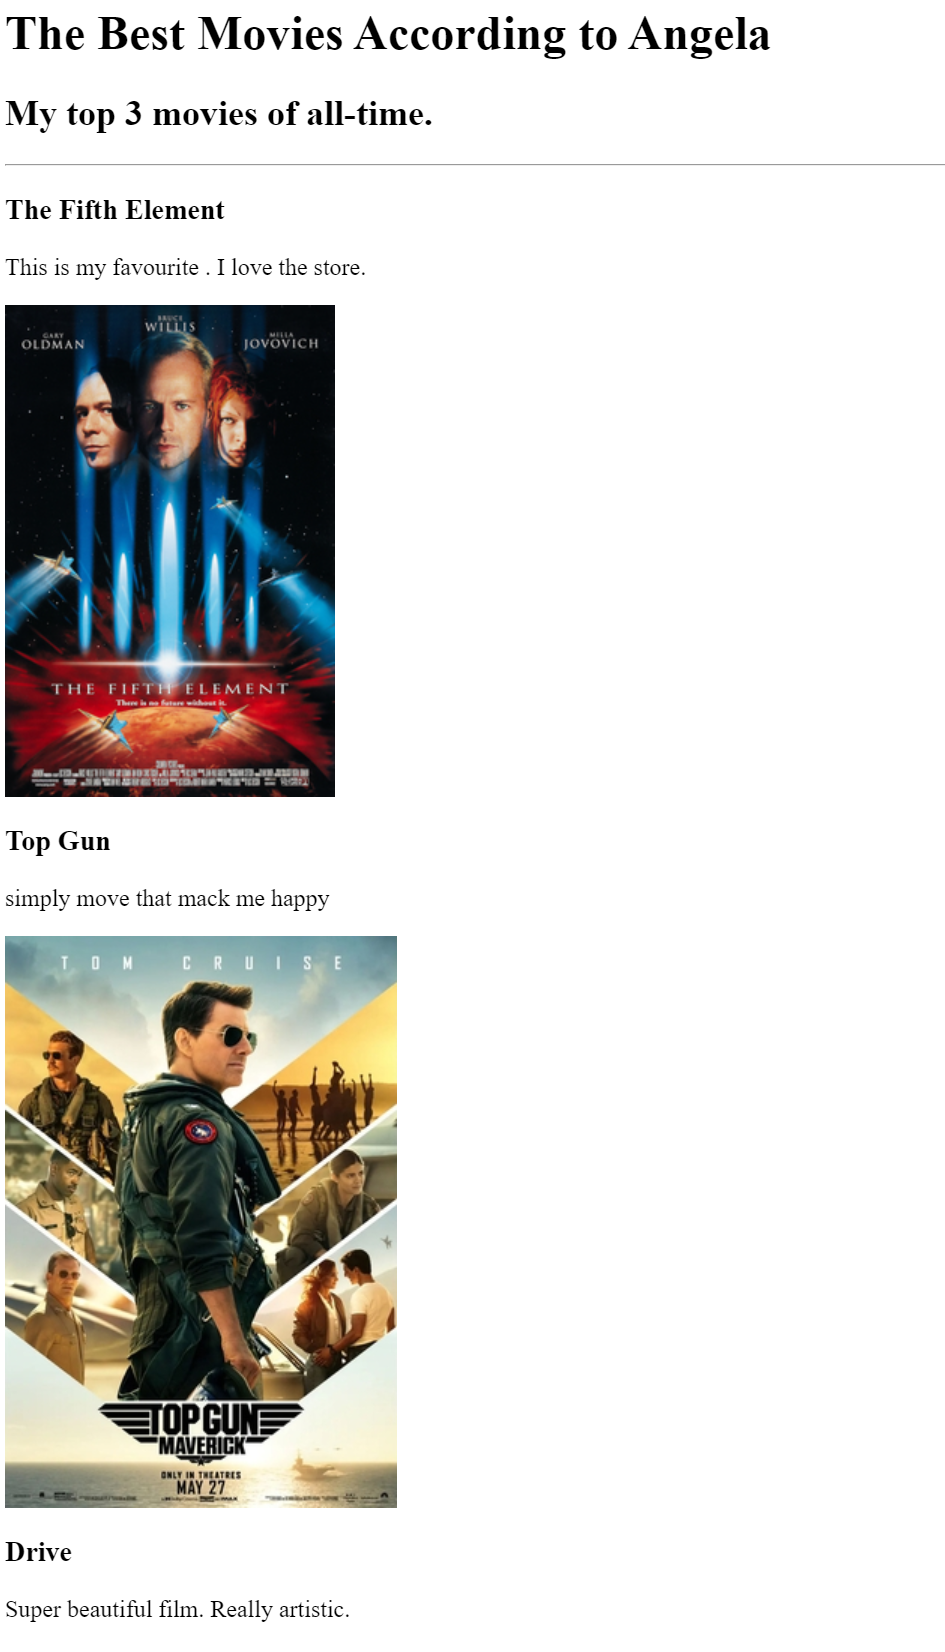 The Best Movies According to Angela
My top 3 movies of all-time.
The Fifth Element
This is my favourite . I love the store.
BRUCE
WILLIS
GARY
OLDMAN
MILLA
JOVOVICH
THE FIFTH ELEMENT
There is no future without it.
Top Gun
simply move that mack me happy
TOM CRUISE
TOP GUN
MAVERICK
ONLY IN THEATRES
MAY 27
Drive
Super beautiful film. Really artistic.